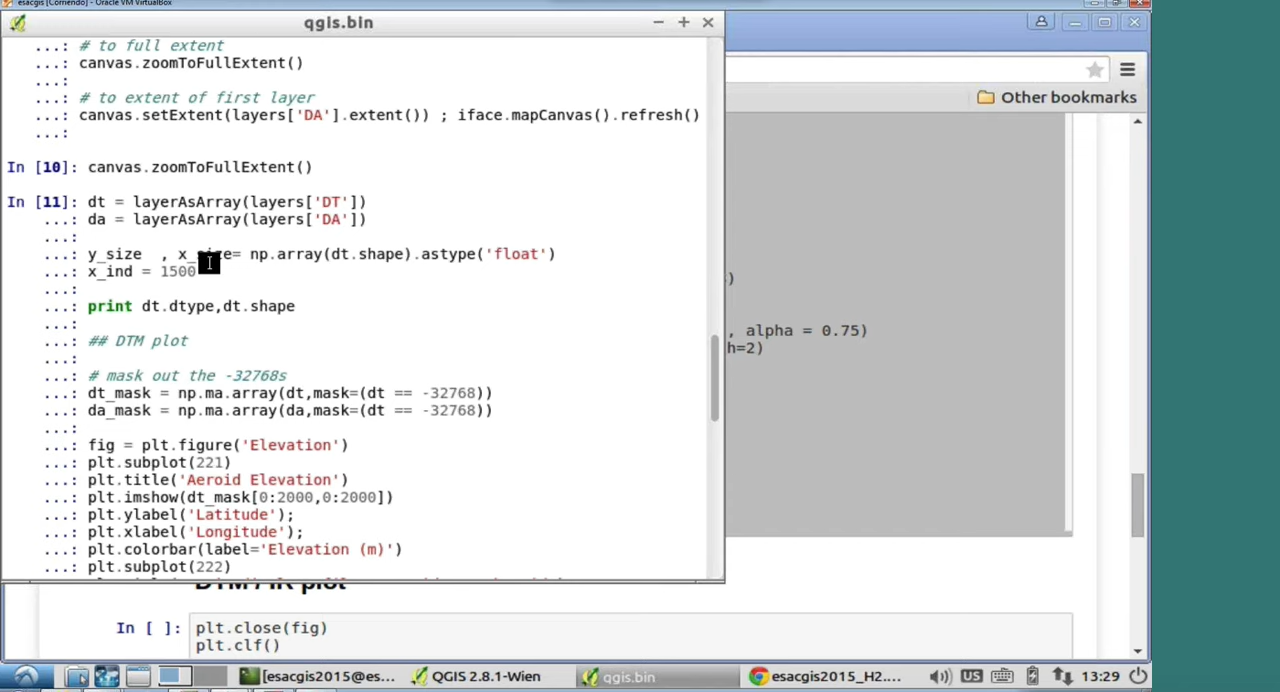 esacgis [Corriendo] - Oracle VM VirtualBox
qgis.bin
...: # to full extent
...: canvas.zoomToFullExtent()
...:
...: # to extent of first layer
...: canvas.setExtent(layers['DA'].extent()) ; iface.mapCanvas().refresh()
...:
In [10]: canvas.zoomToFullExtent()
In [11]: dt = layerAsArray(layers['DT'])
...: da = layerAsArray(layers['DA'])
...:
...: y_size , x_size= np.array(dt.shape).astype('float')
...: x_ind = 1500
...:
...: print dt.dtype,dt.shape
...:
...: ## DTM plot
...:
...: # mask out the -32768s
...: dt_mask = np.ma.array(dt,mask=(dt == -32768))
...: da_mask = np.ma.array(da,mask=(dt == -32768))
...:
...: fig = plt.figure('Elevation')
...: plt.subplot(221)
...: plt.title('Aeroid Elevation')
...: plt.imshow(dt_mask[0:2000,0:2000])
...: plt.ylabel('Latitude');
...: plt.xlabel('Longitude');
...: plt.colorbar(label='Elevation (m)')
...: plt.subplot(222)
Other bookmarks
)
, alpha = 0.75)
h=2)
DTM / IR plot
In [ ]: plt.close(fig)
plt.clf()
[esacgis2015@es...
QGIS 2.8.1-Wien
qgis.bin
esacgis2015_H2....
US
13:29